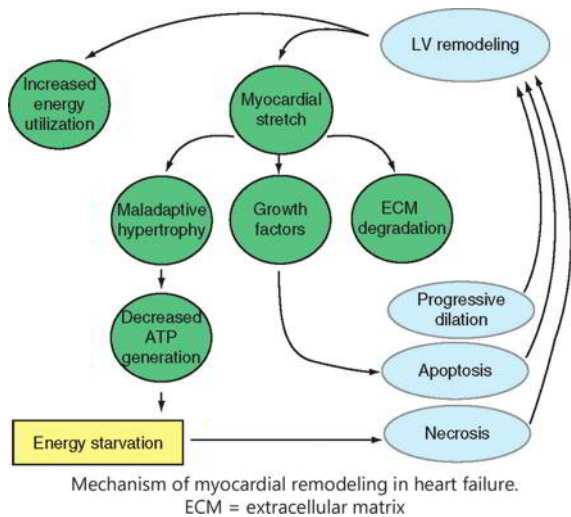 LV remodeling
Increased
energy
utilization
Myocardial
stretch
Maladaptive
hypertrophy
Growth
factors
ECM
degradation
Progressive
dilation
Decreased
ATP
generation
Apoptosis
Energy starvation
Necrosis
Mechanism of myocardial remodeling in heart failure.
ECM = extracellular matrix